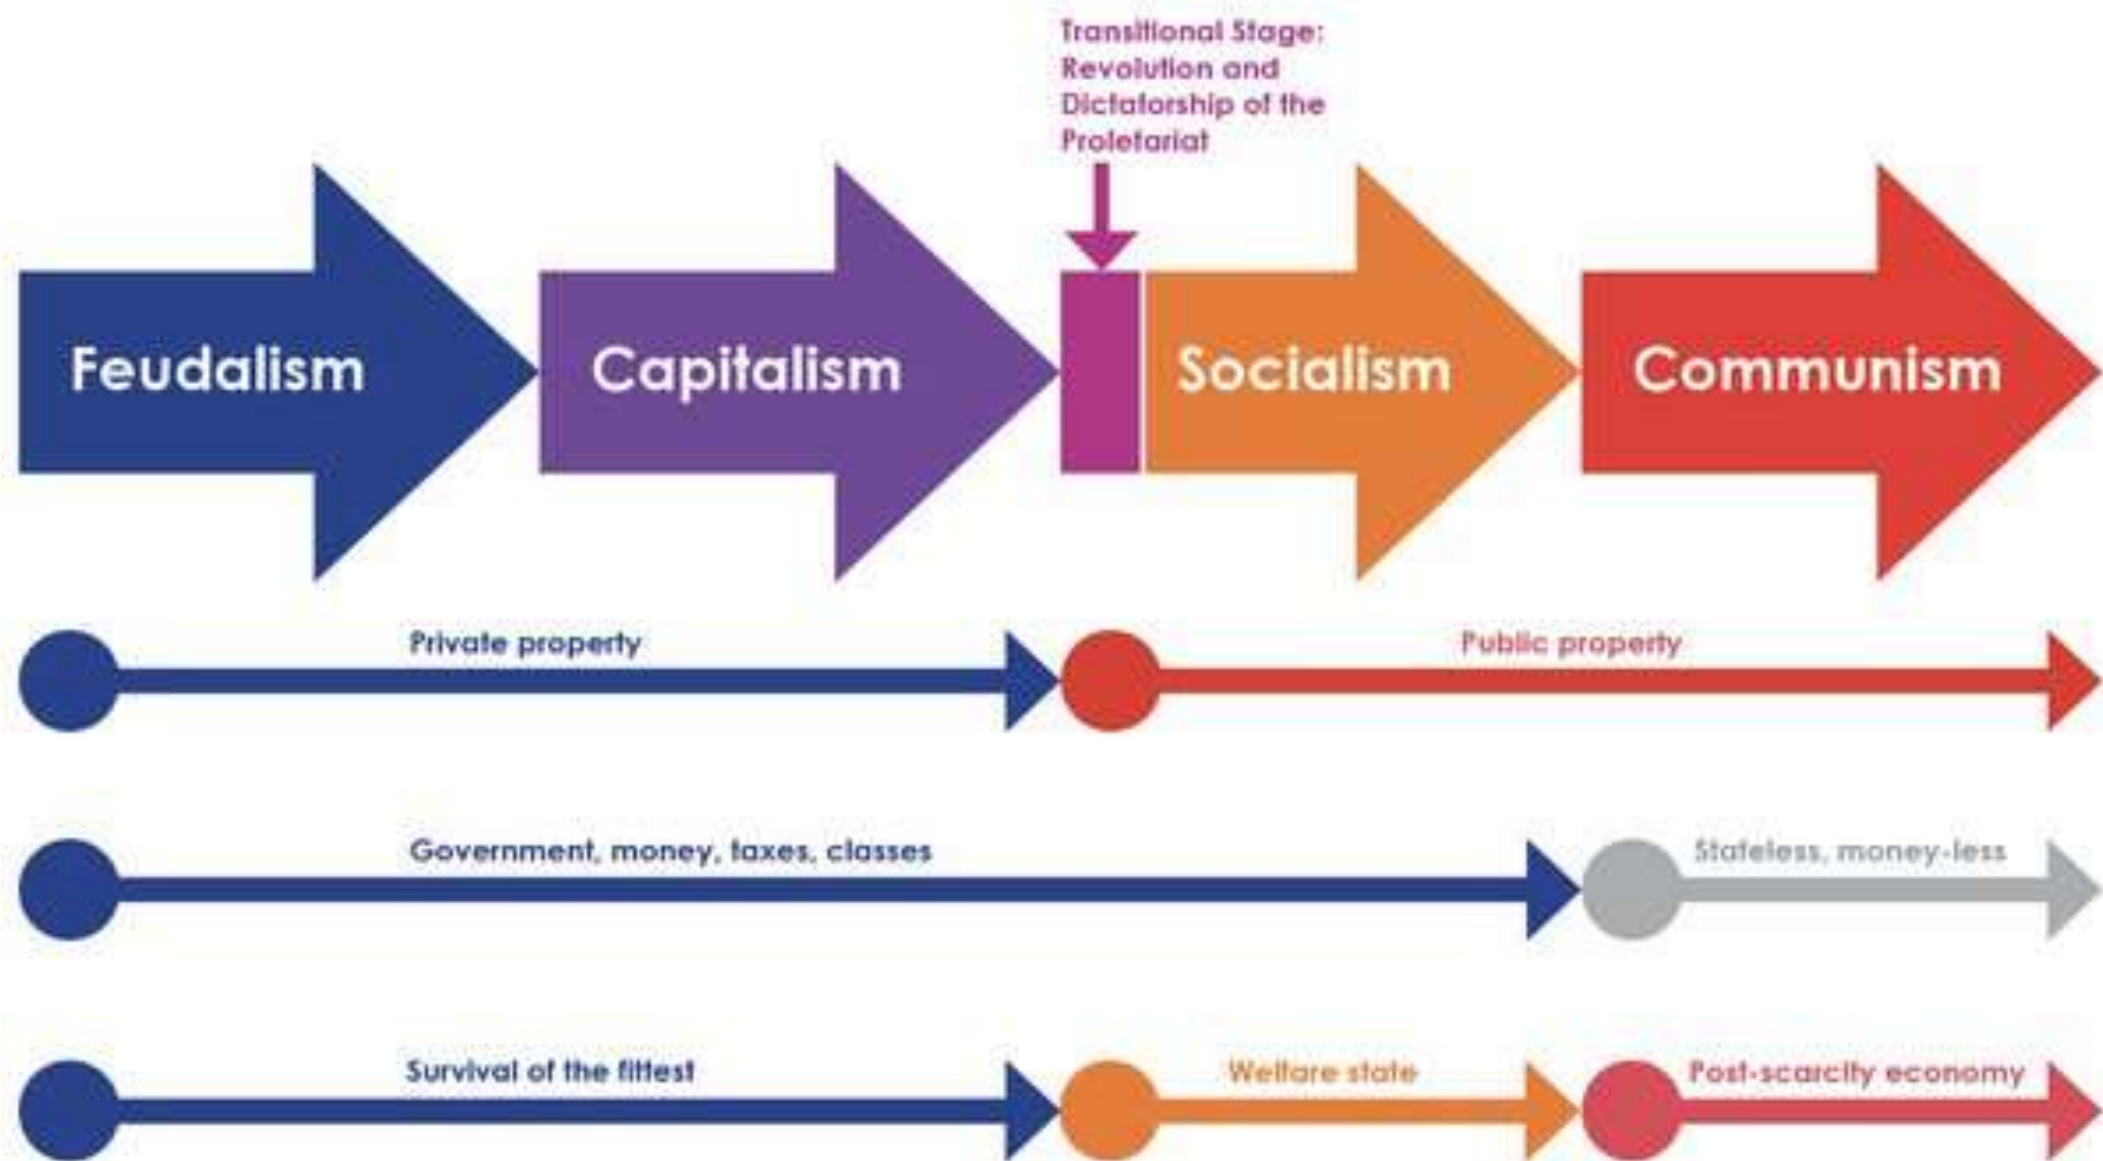 Transitional Stage:
Revolution and
Dictatorship of the
Proletariat
Feudalism
Capitalism
Socialism
Communism
Private property
Public property
Government, money, taxes, classes
Stateless, money-less
Survival of the fittest
Welfare state
Post-scarcity economy